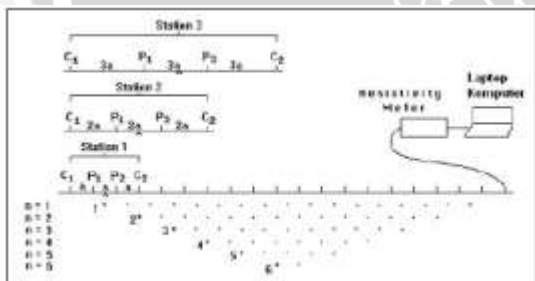 Station 3
C1 P1 P2 C2
3a 3a 3a
Station 2
C1 P1 P2 C2
2a 2a 2a
Station 1
C1 P1 P2 C2
a a a
Resistivity
Meter
Laptop
Komputer
n = 1 1
n = 2 2
n = 3 3
n = 4 4
n = 5 5
n = 6 6